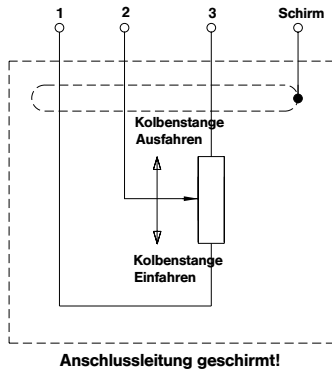 1 2 3 Schirm
Kolbenstange
Ausfahren
Kolbenstange
Einfahren
Anschlussleitung geschirmt!